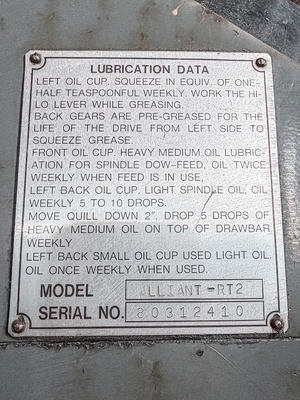 LUBRICATION DATA
LEFT OIL CUP. SQUEEZE IN EQUIV. OF ONE-
HALF TEASPOONFUL WEEKLY. WORK THE HI-
LO LEVER WHILE GREASING.
BACK GEARS ARE PRE-GREASED FOR THE
LIFE OF THE DRIVE FROM LEFT SIDE TO
SQUEEZE GREASE.
FRONT OIL CUP, HEAVY MEDIUM OIL LUBRIC-
ATION FOR SPINDLE DOW-FEED, OIL TWICE
WEEKLY WHEN FEED IS IN USE.
LEFT BACK OIL CUP. LIGHT SPINDLE OIL, OIL
WEEKLY 5 TO 10 DROPS.
MOVE QUILL DOWN 2", DROP 5 DROPS OF
HEAVY MEDIUM OIL ON TOP OF DRAWBAR
WEEKLY
LEFT BACK SMALL OIL CUP USED LIGHT OIL.
OIL ONCE WEEKLY WHEN USED.
MODEL ALLIANT-RT2
SERIAL NO. 80312410